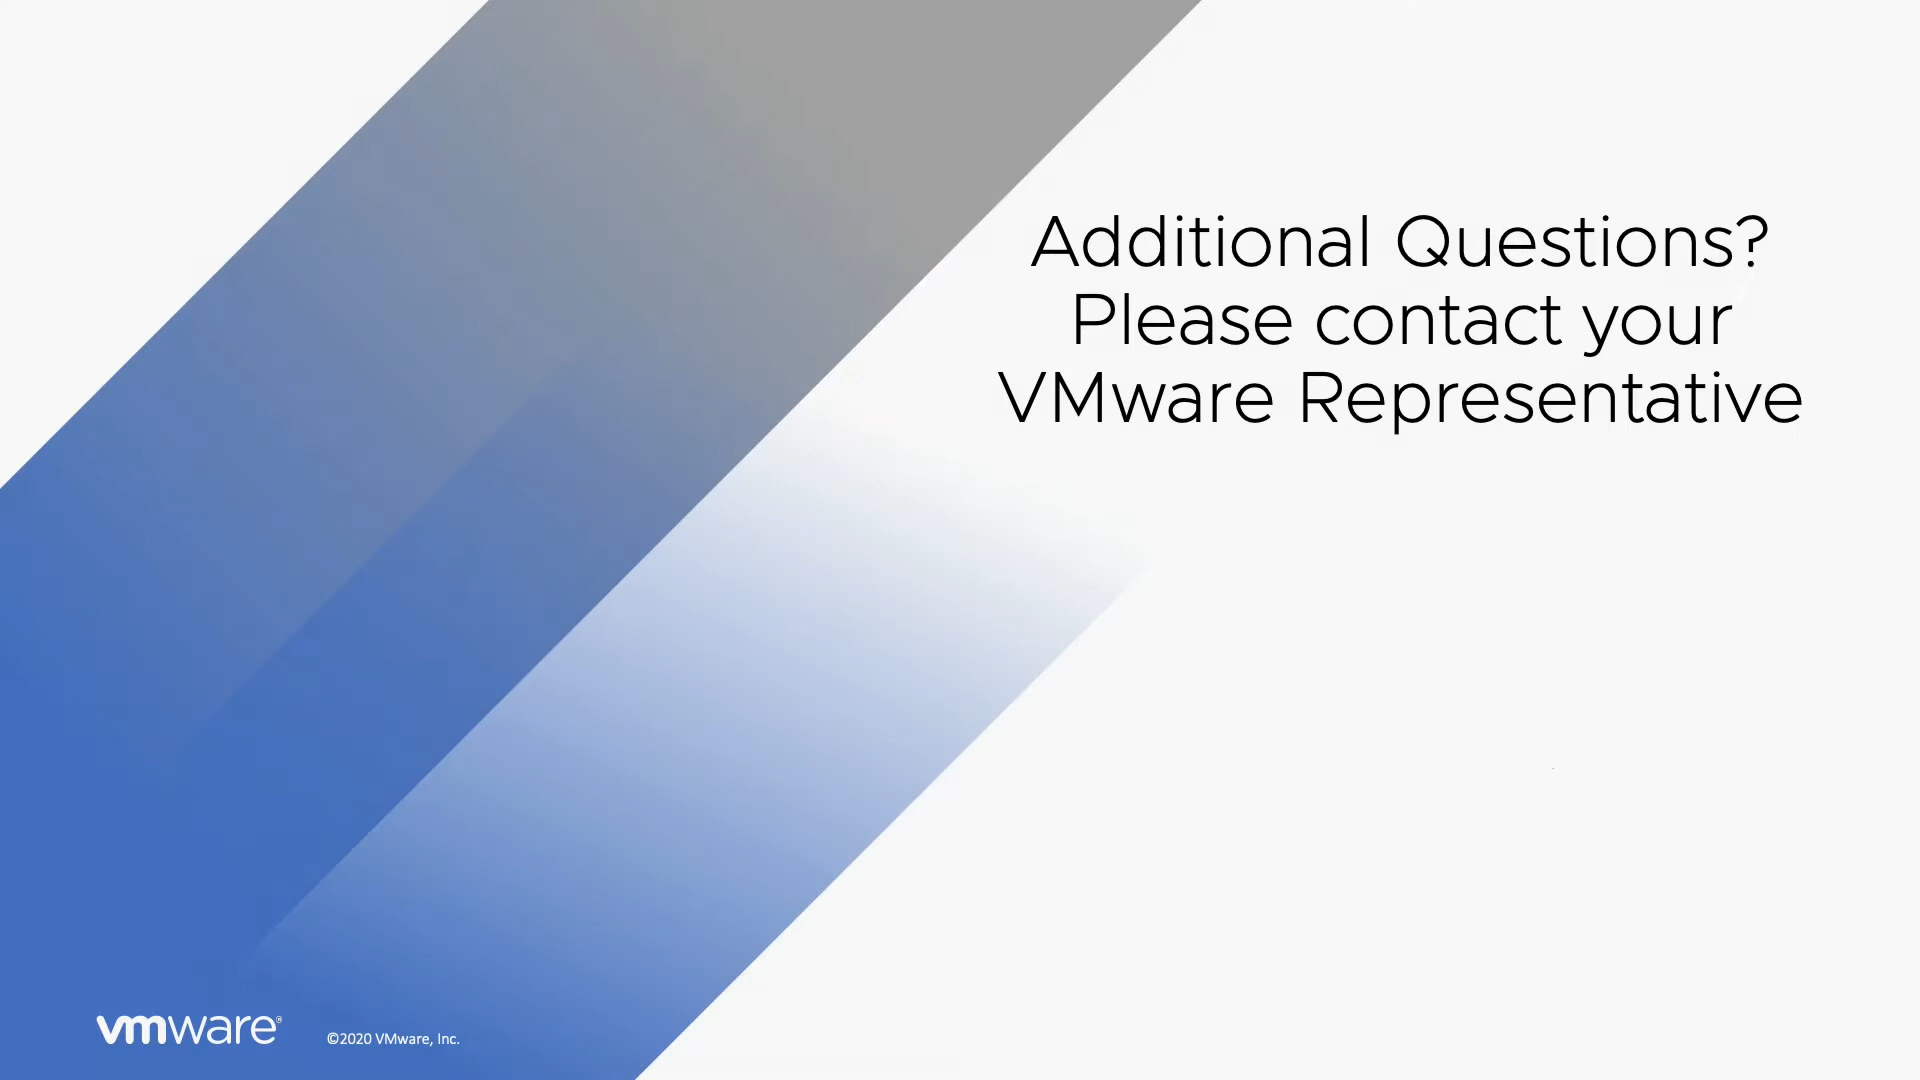 Additional Questions?
Please contact your
VMware Representative
vmware®
©2020 VMware, Inc.